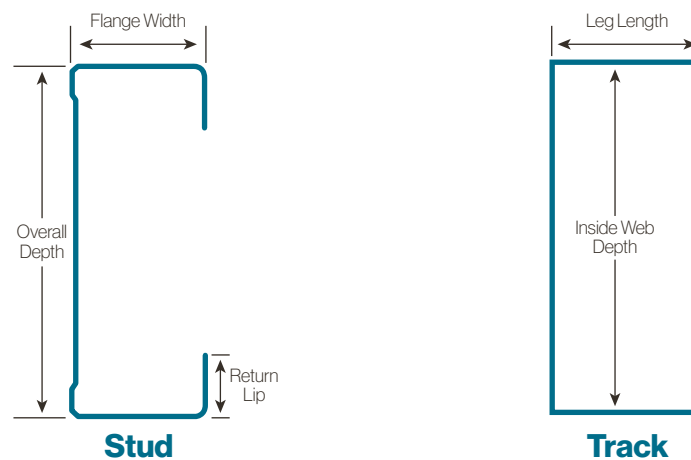 Flange Width
Leg Length
Overall
Depth
Inside Web
Depth
Return
Lip
Stud
Track